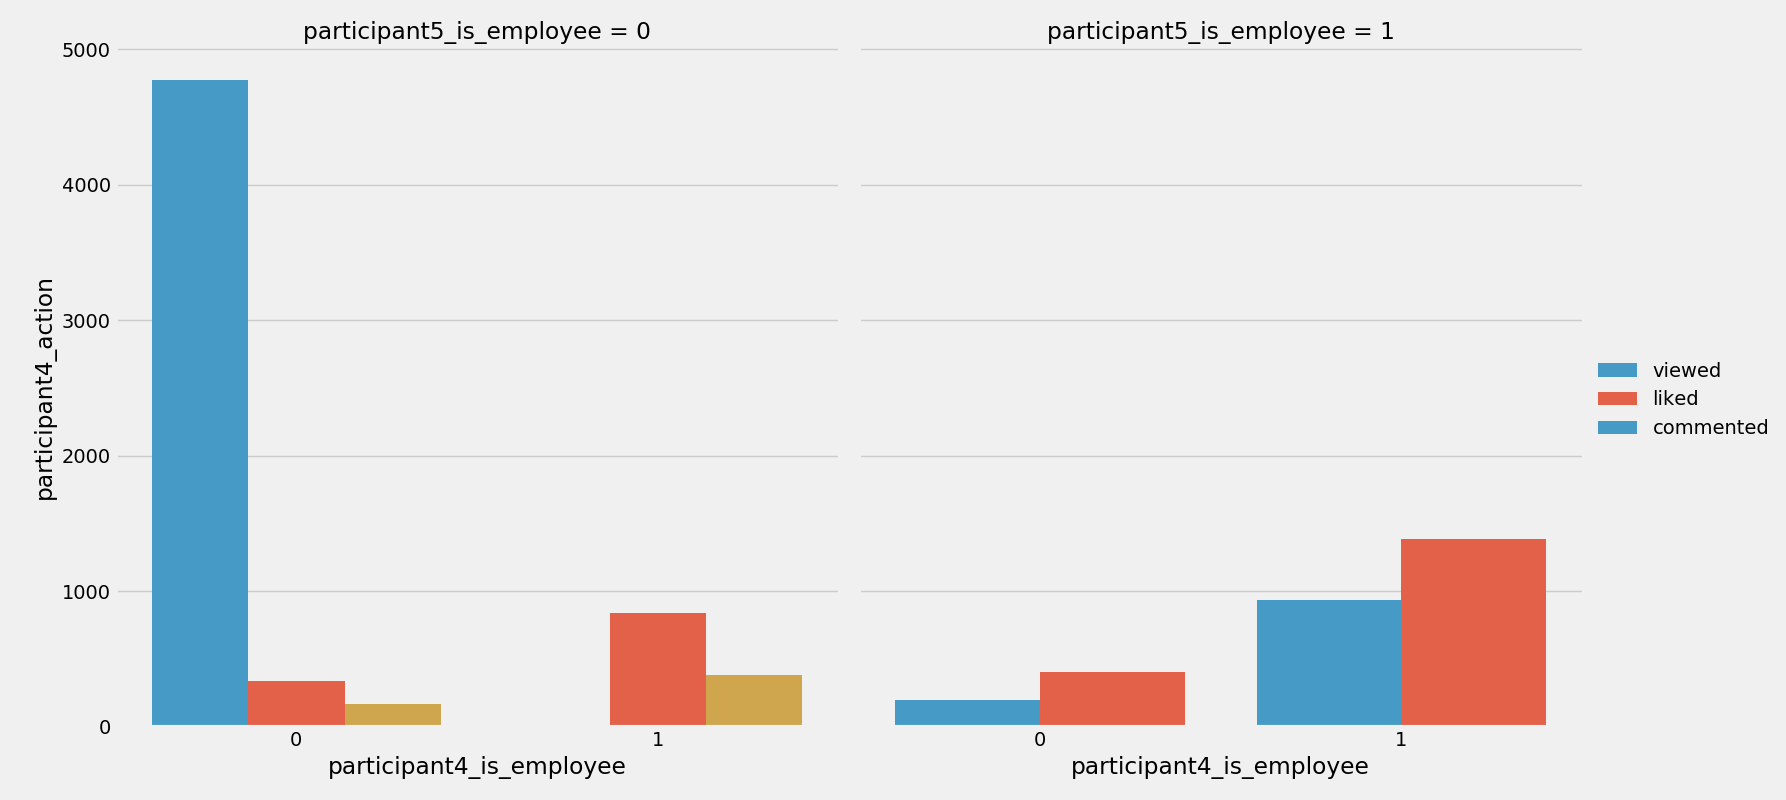 participant5_is_employee = 0
participant5_is_employee = 1
5000
4000
3000
2000
1000
0
participant4_action
0
1
0
1
participant4_is_employee
participant4_is_employee
viewed
liked
commented